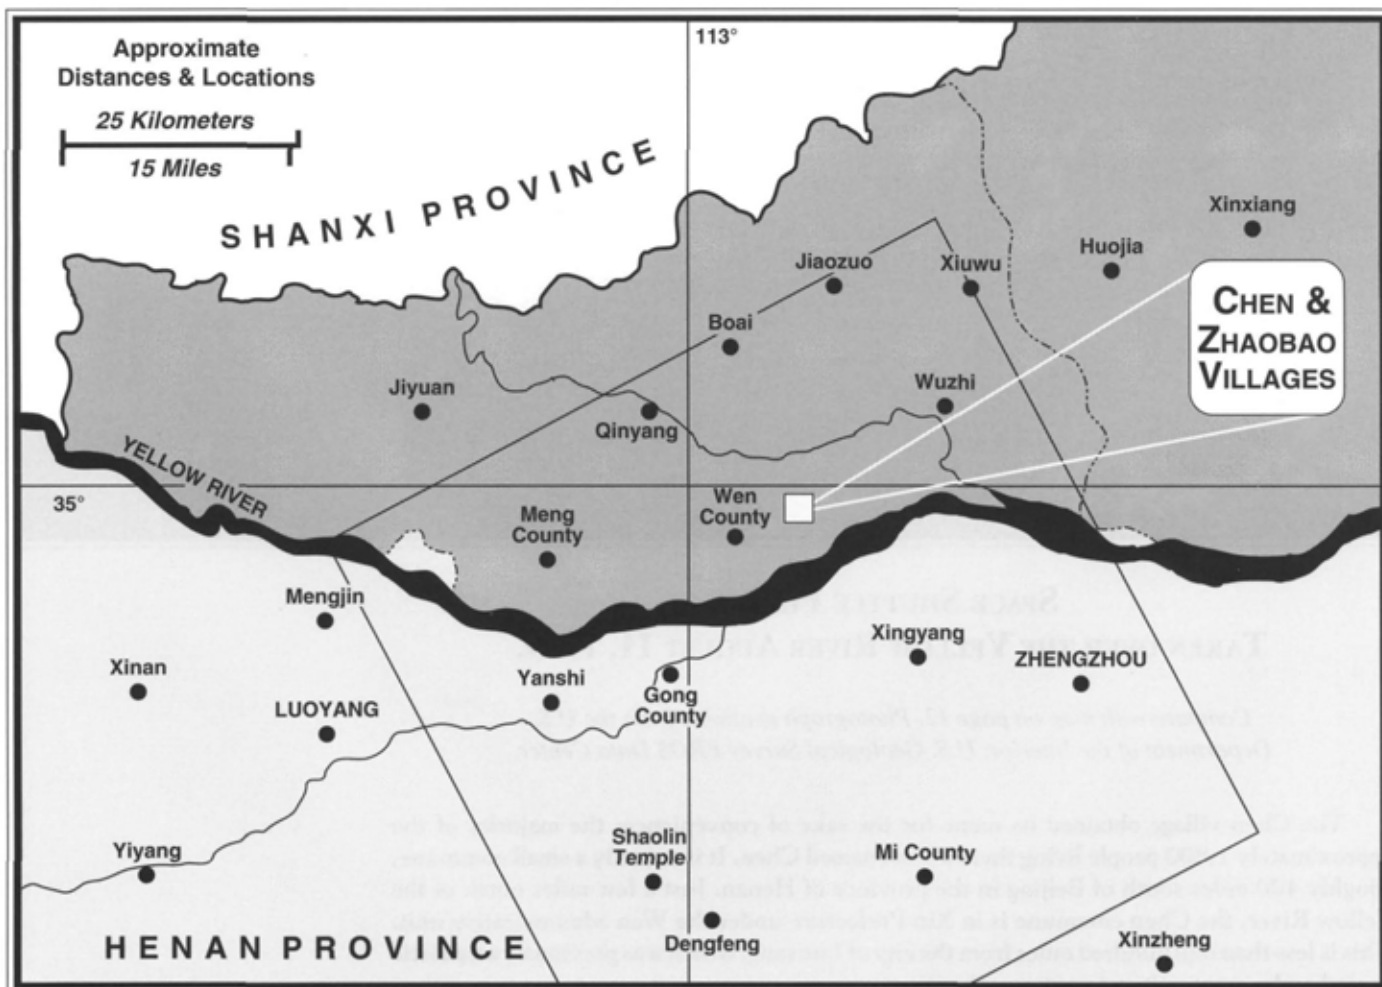 Approximate
Distances & Locations
25 Kilometers
15 Miles
113°
SHANXI PROVINCE
Xinxiang
Huojia
Jiaozuo
Xiuwu
CHEN &
ZHAOBAO
VILLAGES
Boai
Jiyuan
Wuzhi
Qinyang
YELLOW RIVER
35°
Wen
County
Meng
County
Mengjin
Xingyang
ZHENGZHOU
Xinan
Yanshi
Gong
County
LUOYANG
Yiyang
Shaolin
Temple
Mi County
HENAN PROVINCE
Dengfeng
Xinzheng